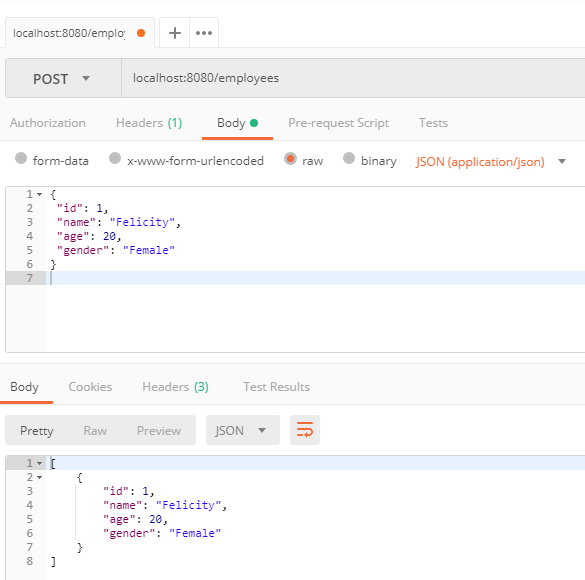 localhost:8080/emplo
POST localhost:8080/employees
Authorization Headers (1) Body Pre-request Script Tests
form-data x-www-form-urlencoded raw binary JSON (application/json)
1 {
2 "id": 1,
3 "name": "Felicity",
4 "age": 20,
5 "gender": "Female"
6 }
7
Body Cookies Headers (3) Test Results
Pretty Raw Preview JSON
1 [
2 {
3 "id": 1,
4 "name": "Felicity",
5 "age": 20,
6 "gender": "Female"
7 }
8 ]